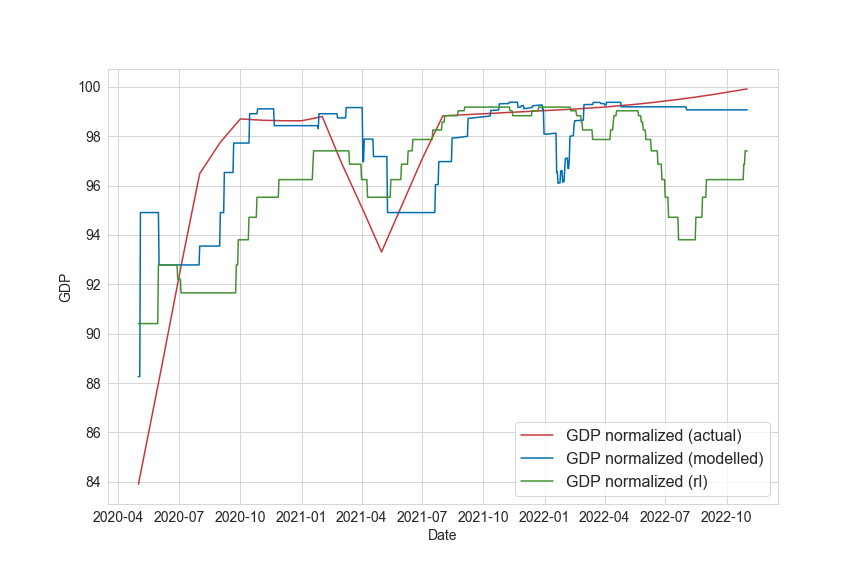 100
98
96
94
92
90
88
86
84
GDP
GDP normalized (actual)
GDP normalized (modelled)
GDP normalized (rl)
2020-04 2020-07 2020-10 2021-01 2021-04 2021-07 2021-10 2022-01 2022-04 2022-07 2022-10
Date